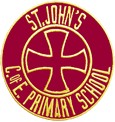 ST. JOHN'S
C. of E. PRIMARY SCHOOL